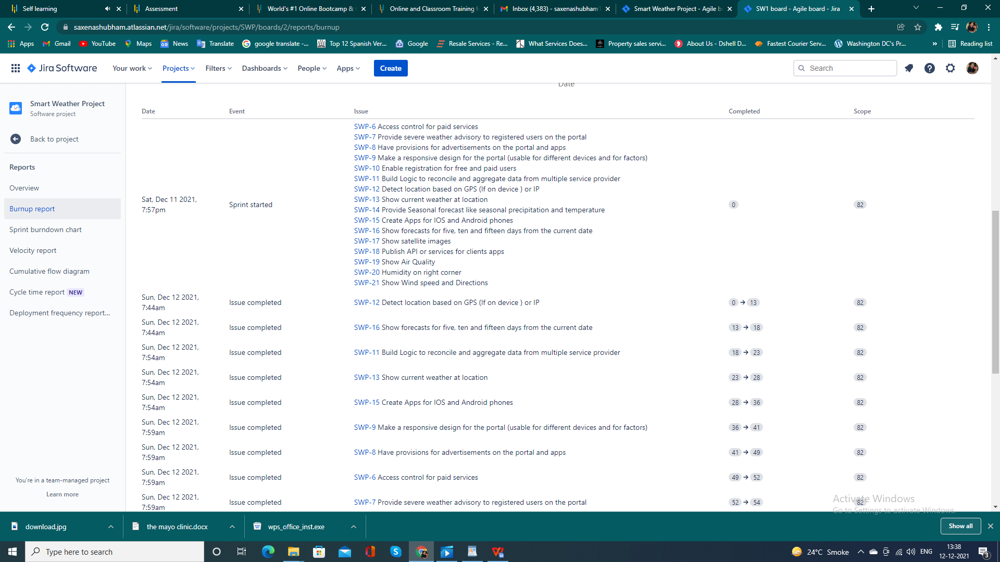 Self learning
Assessment
World's #1 Online Bootcamp &
Online and Classroom Training f
Inbox (4,383) - saxenashubham1
Smart Weather Project - Agile b
SW1 board - Agile board - Jira
saxenashubham.atlassian.net/jira/software/projects/SWP/boards/2/reports/burnup
Apps
Gmail
YouTube
Maps
News
Translate
google translate -...
Top 12 Spanish Ver...
Google
Resale Services - Re...
What Services Does...
Property sales servi...
About Us - Dshell D...
Fastest Courier Serv...
Washington DC's Pr...
»
Reading list
Jira Software
Your work
Projects
Filters
Dashboards
People
Apps
Create
Search
Date
Smart Weather Project
Software project
Back to project
Reports
Overview
Burnup report
Sprint burndown chart
Velocity report
Cumulative flow diagram
Cycle time report NEW
Deployment frequency report...
You're in a team-managed project
Learn more
Date Event Issue Completed Scope
SWP-6 Access control for paid services
SWP-7 Provide severe weather advisory to registered users on the portal
SWP-8 Have provisions for advertisements on the portal and apps
SWP-9 Make a responsive design for the portal (usable for different devices and for factors)
SWP-10 Enable registration for free and paid users
SWP-11 Build Logic to reconcile and aggregate data from multiple service provider
SWP-12 Detect location based on GPS (If on device ) or IP
SWP-13 Show current weather at location
Sat, Dec 11 2021,
7:57pm
Sprint started
0
82
SWP-14 Provide Seasonal forecast like seasonal precipitation and temperature
SWP-15 Create Apps for IOS and Android phones
SWP-16 Show forecasts for five, ten and fifteen days from the current date
SWP-17 Show satellite images
SWP-18 Publish API or services for clients apps
SWP-19 Show Air Quality
SWP-20 Humidity on right corner
SWP-21 Show Wind speed and Directions
Sun, Dec 12 2021,
7:44am
Issue completed SWP-12 Detect location based on GPS (If on device ) or IP 0 → 13 82
Sun, Dec 12 2021,
7:44am
Issue completed SWP-16 Show forecasts for five, ten and fifteen days from the current date 13 → 18 82
Sun, Dec 12 2021,
7:54am
Issue completed SWP-11 Build Logic to reconcile and aggregate data from multiple service provider 18 → 23 82
Sun, Dec 12 2021,
7:54am
Issue completed SWP-13 Show current weather at location 23 → 28 82
Sun, Dec 12 2021,
7:54am
Issue completed SWP-15 Create Apps for IOS and Android phones 28 → 36 82
Sun, Dec 12 2021,
7:59am
Issue completed SWP-9 Make a responsive design for the portal (usable for different devices and for factors) 36 → 41 82
Sun, Dec 12 2021,
7:59am
Issue completed SWP-8 Have provisions for advertisements on the portal and apps 41 → 49 82
Sun, Dec 12 2021,
7:59am
Issue completed SWP-6 Access control for paid services 49 → 52 82
Sun, Dec 12 2021,
7:59am
Issue completed SWP-7 Provide severe weather advisory to registered users on the portal 52 → 54 82
Activate Windows
Go to Settings to activate Windows.
download.jpg
the mayo clinic.docx
wps_office_inst.exe
Show all
Type here to search
24°C Smoke
ENG
13:38
12-12-2021
3